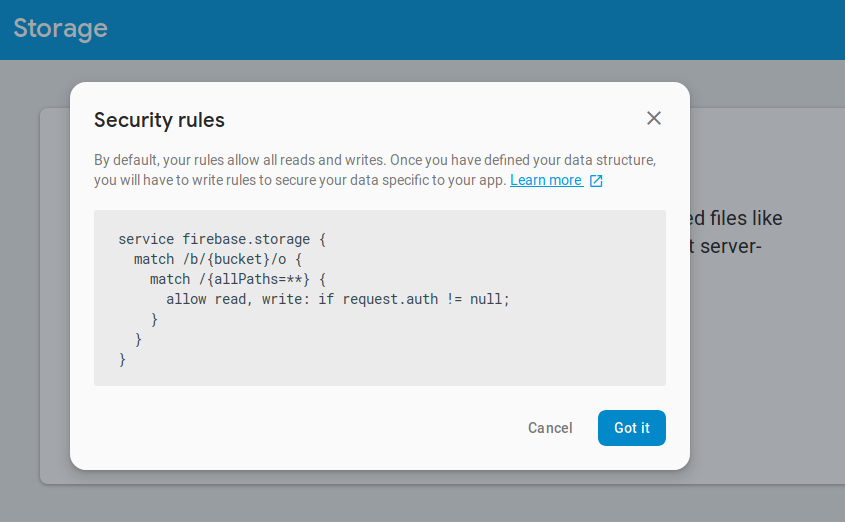 Storage
Security rules
By default, your rules allow all reads and writes. Once you have defined your data structure,
you will have to write rules to secure your data specific to your app. Learn more
service firebase.storage {
  match /b/{bucket}/o {
    match /{allPaths=**} {
      allow read, write: if request.auth != null;
    }
  }
}
Cancel
Got it
files like
server-